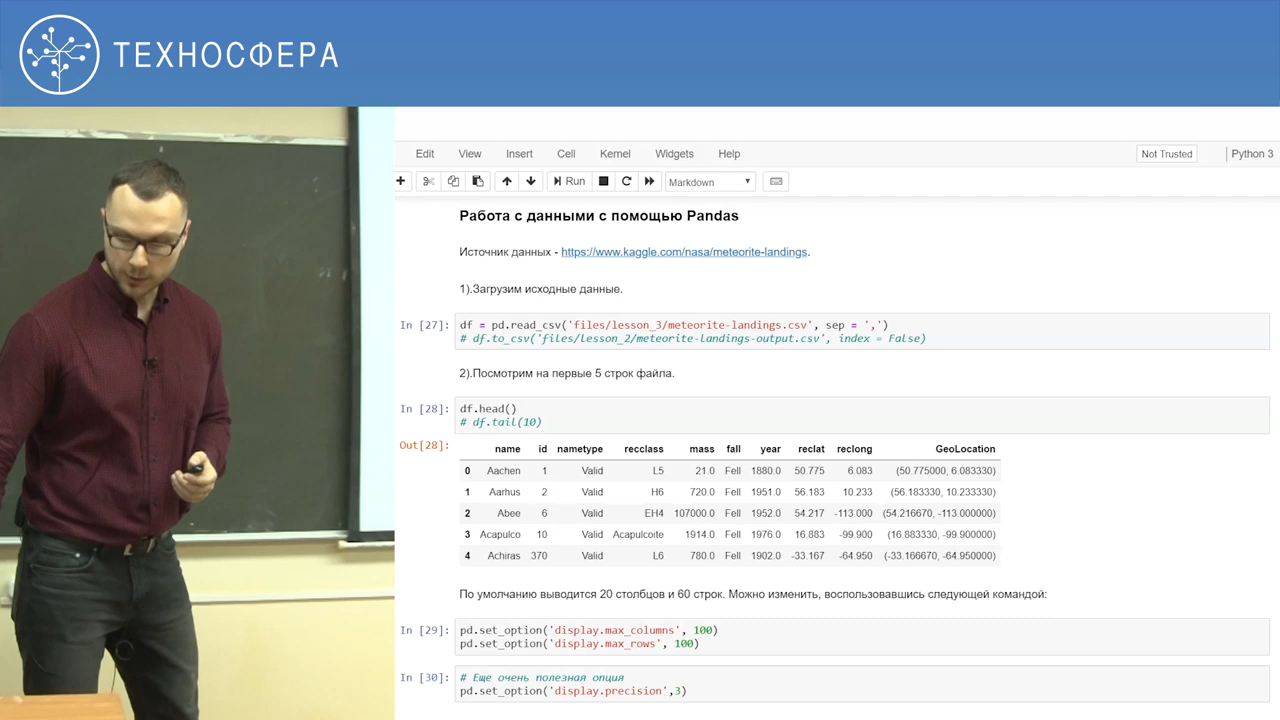 ТЕХНОСФЕРА
Edit View Insert Cell Kernel Widgets Help Not Trusted Python 3
Run Markdown
Работа с данными с помощью Pandas
Источник данных - https://www.kaggle.com/nasa/meteorite-landings.
1).Загрузим исходные данные.
In [27]: df = pd.read_csv('files/lesson_3/meteorite-landings.csv', sep = ',')
# df.to_csv('files/lesson_2/meteorite-landings-output.csv', index = False)
2).Посмотрим на первые 5 строк файла.
In [28]: df.head()
# df.tail(10)
Out[28]:
name id nametype recclass mass fall year reclat reclong GeoLocation
0 Aachen 1 Valid L5 21.0 Fell 1880.0 50.775 6.083 (50.775000, 6.083330)
1 Aarhus 2 Valid H6 720.0 Fell 1951.0 56.183 10.233 (56.183330, 10.233330)
2 Abee 6 Valid EH4 107000.0 Fell 1952.0 54.217 -113.000 (54.216670, -113.000000)
3 Acapulco 10 Valid Acapulcoite 1914.0 Fell 1976.0 16.883 -99.900 (16.883330, -99.900000)
4 Achiras 370 Valid L6 780.0 Fell 1902.0 -33.167 -64.950 (-33.166670, -64.950000)
По умолчанию выводится 20 столбцов и 60 строк. Можно изменить, воспользовавшись следующей командой:
In [29]: pd.set_option('display.max_columns', 100)
pd.set_option('display.max_rows', 100)
In [30]: # Еще очень полезная опция
pd.set_option('display.precision',3)